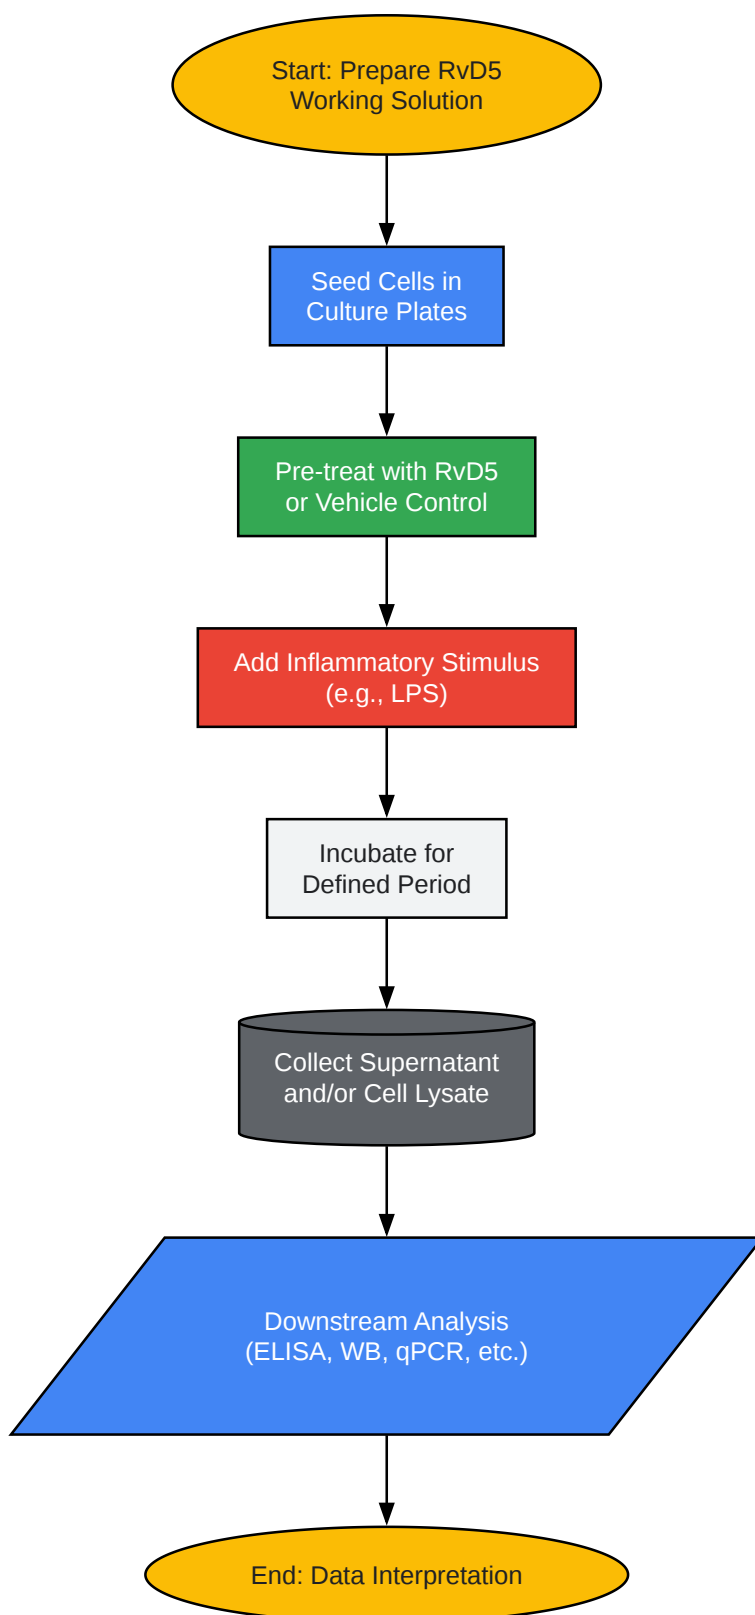 Start: Prepare RvD5
Working Solution
Seed Cells in
Culture Plates
Pre-treat with RvD5
or Vehicle Control
Add Inflammatory Stimulus
(e.g., LPS)
Incubate for
Defined Period
Collect Supernatant
and/or Cell Lysate
Downstream Analysis
(ELISA, WB, qPCR, etc.)
End: Data Interpretation